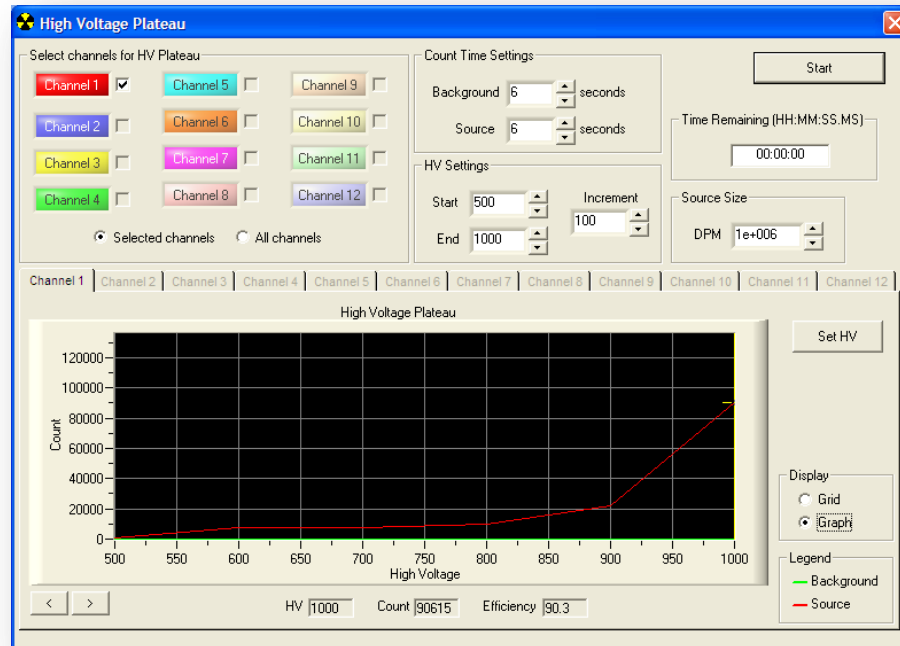 High Voltage Plateau
Select channels for HV Plateau
Channel 1
Channel 5
Channel 9
Channel 2
Channel 6
Channel 10
Channel 3
Channel 7
Channel 11
Channel 4
Channel 8
Channel 12
Selected channels
All channels
Count Time Settings
Background 6 seconds
Source 6 seconds
HV Settings
Start 500
Increment
100
End 1000
Start
Time Remaining (HH:MM:SS.MS)
00:00:00
Source Size
DPM 1e+006
Channel 1 Channel 2 Channel 3 Channel 4 Channel 5 Channel 6 Channel 7 Channel 8 Channel 9 Channel 10 Channel 11 Channel 12
High Voltage Plateau
120000
100000
80000
60000
40000
20000
0
Count
500 550 600 650 700 750 800 850 900 950 1000
High Voltage
< >
HV 1000 Count 90615 Efficiency 90.3
Set HV
Display
Grid
Graph
Legend
Background
Source